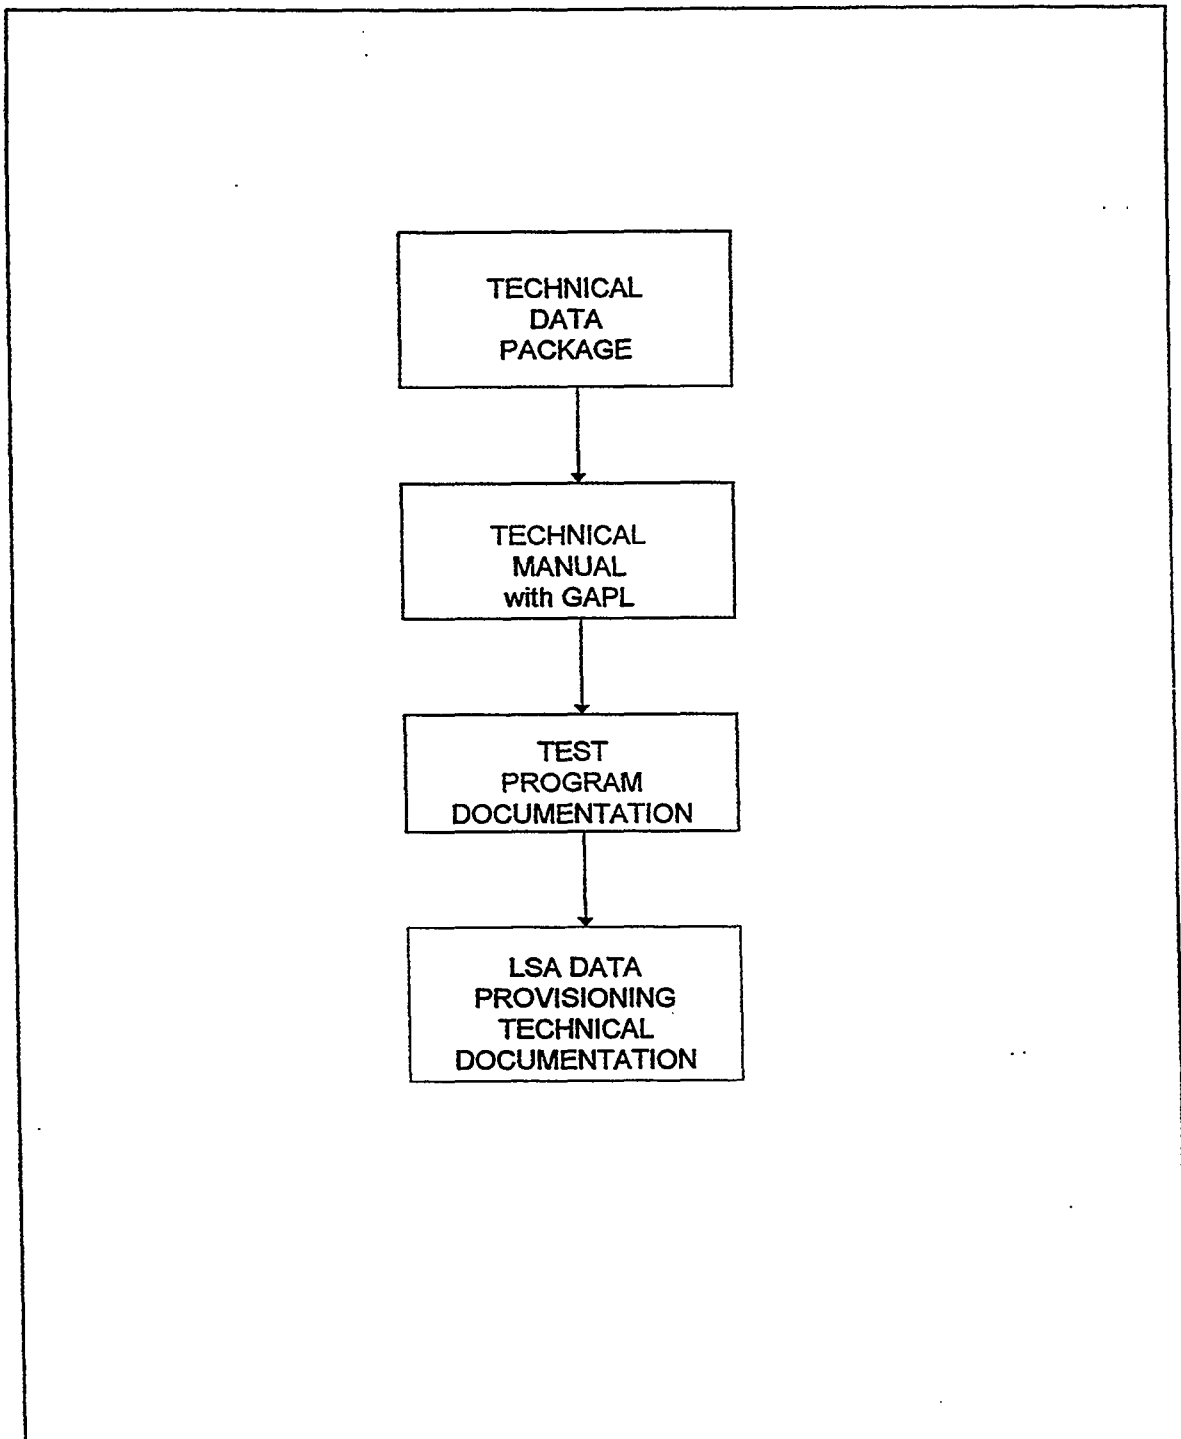 TECHNICAL
DATA
PACKAGE
TECHNICAL
MANUAL
with GAPL
TEST
PROGRAM
DOCUMENTATION
LSA DATA
PROVISIONING
TECHNICAL
DOCUMENTATION